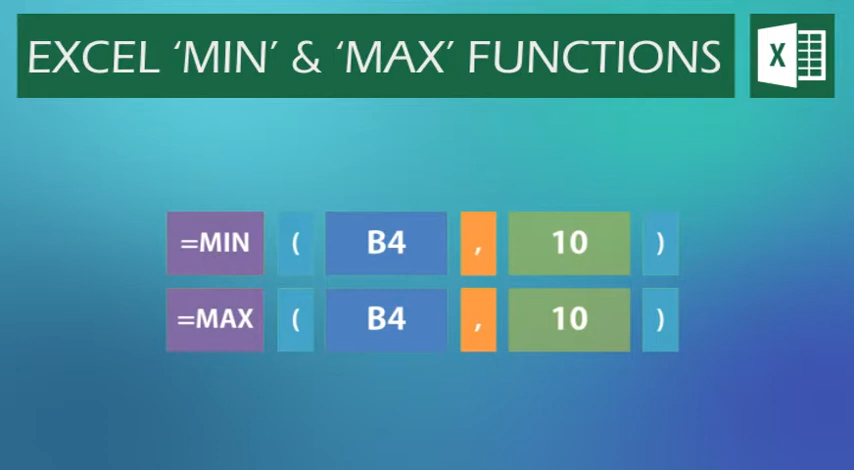 EXCEL ‘MIN’ & ‘MAX’ FUNCTIONS X
=MIN ( B4 , 10 )
=MAX ( B4 , 10 )